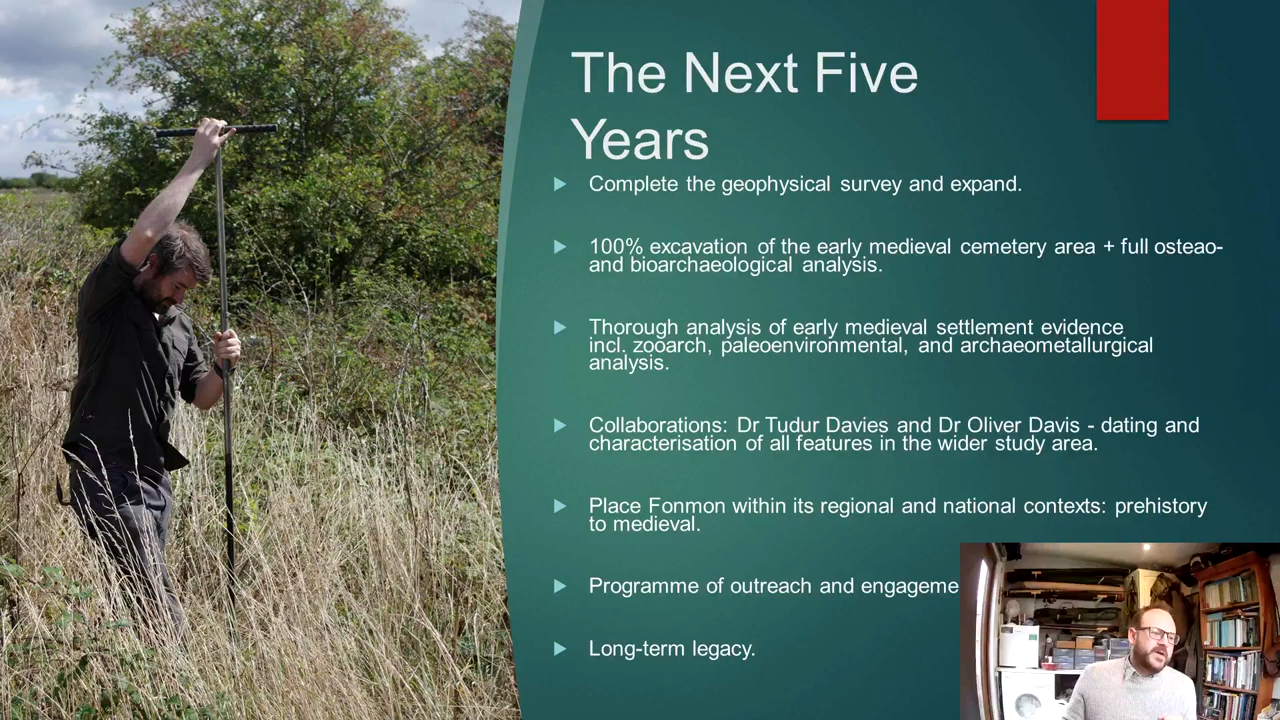 The Next Five
Years
Complete the geophysical survey and expand.
100% excavation of the early medieval cemetery area + full osteao-
and bioarchaeological analysis.
Thorough analysis of early medieval settlement evidence
incl. zooarch, paleoenvironmental, and archaeometallurgical
analysis.
Collaborations: Dr Tudur Davies and Dr Oliver Davis - dating and
characterisation of all features in the wider study area.
Place Fonmon within its regional and national contexts: prehistory
to medieval.
Programme of outreach and engageme
Long-term legacy.